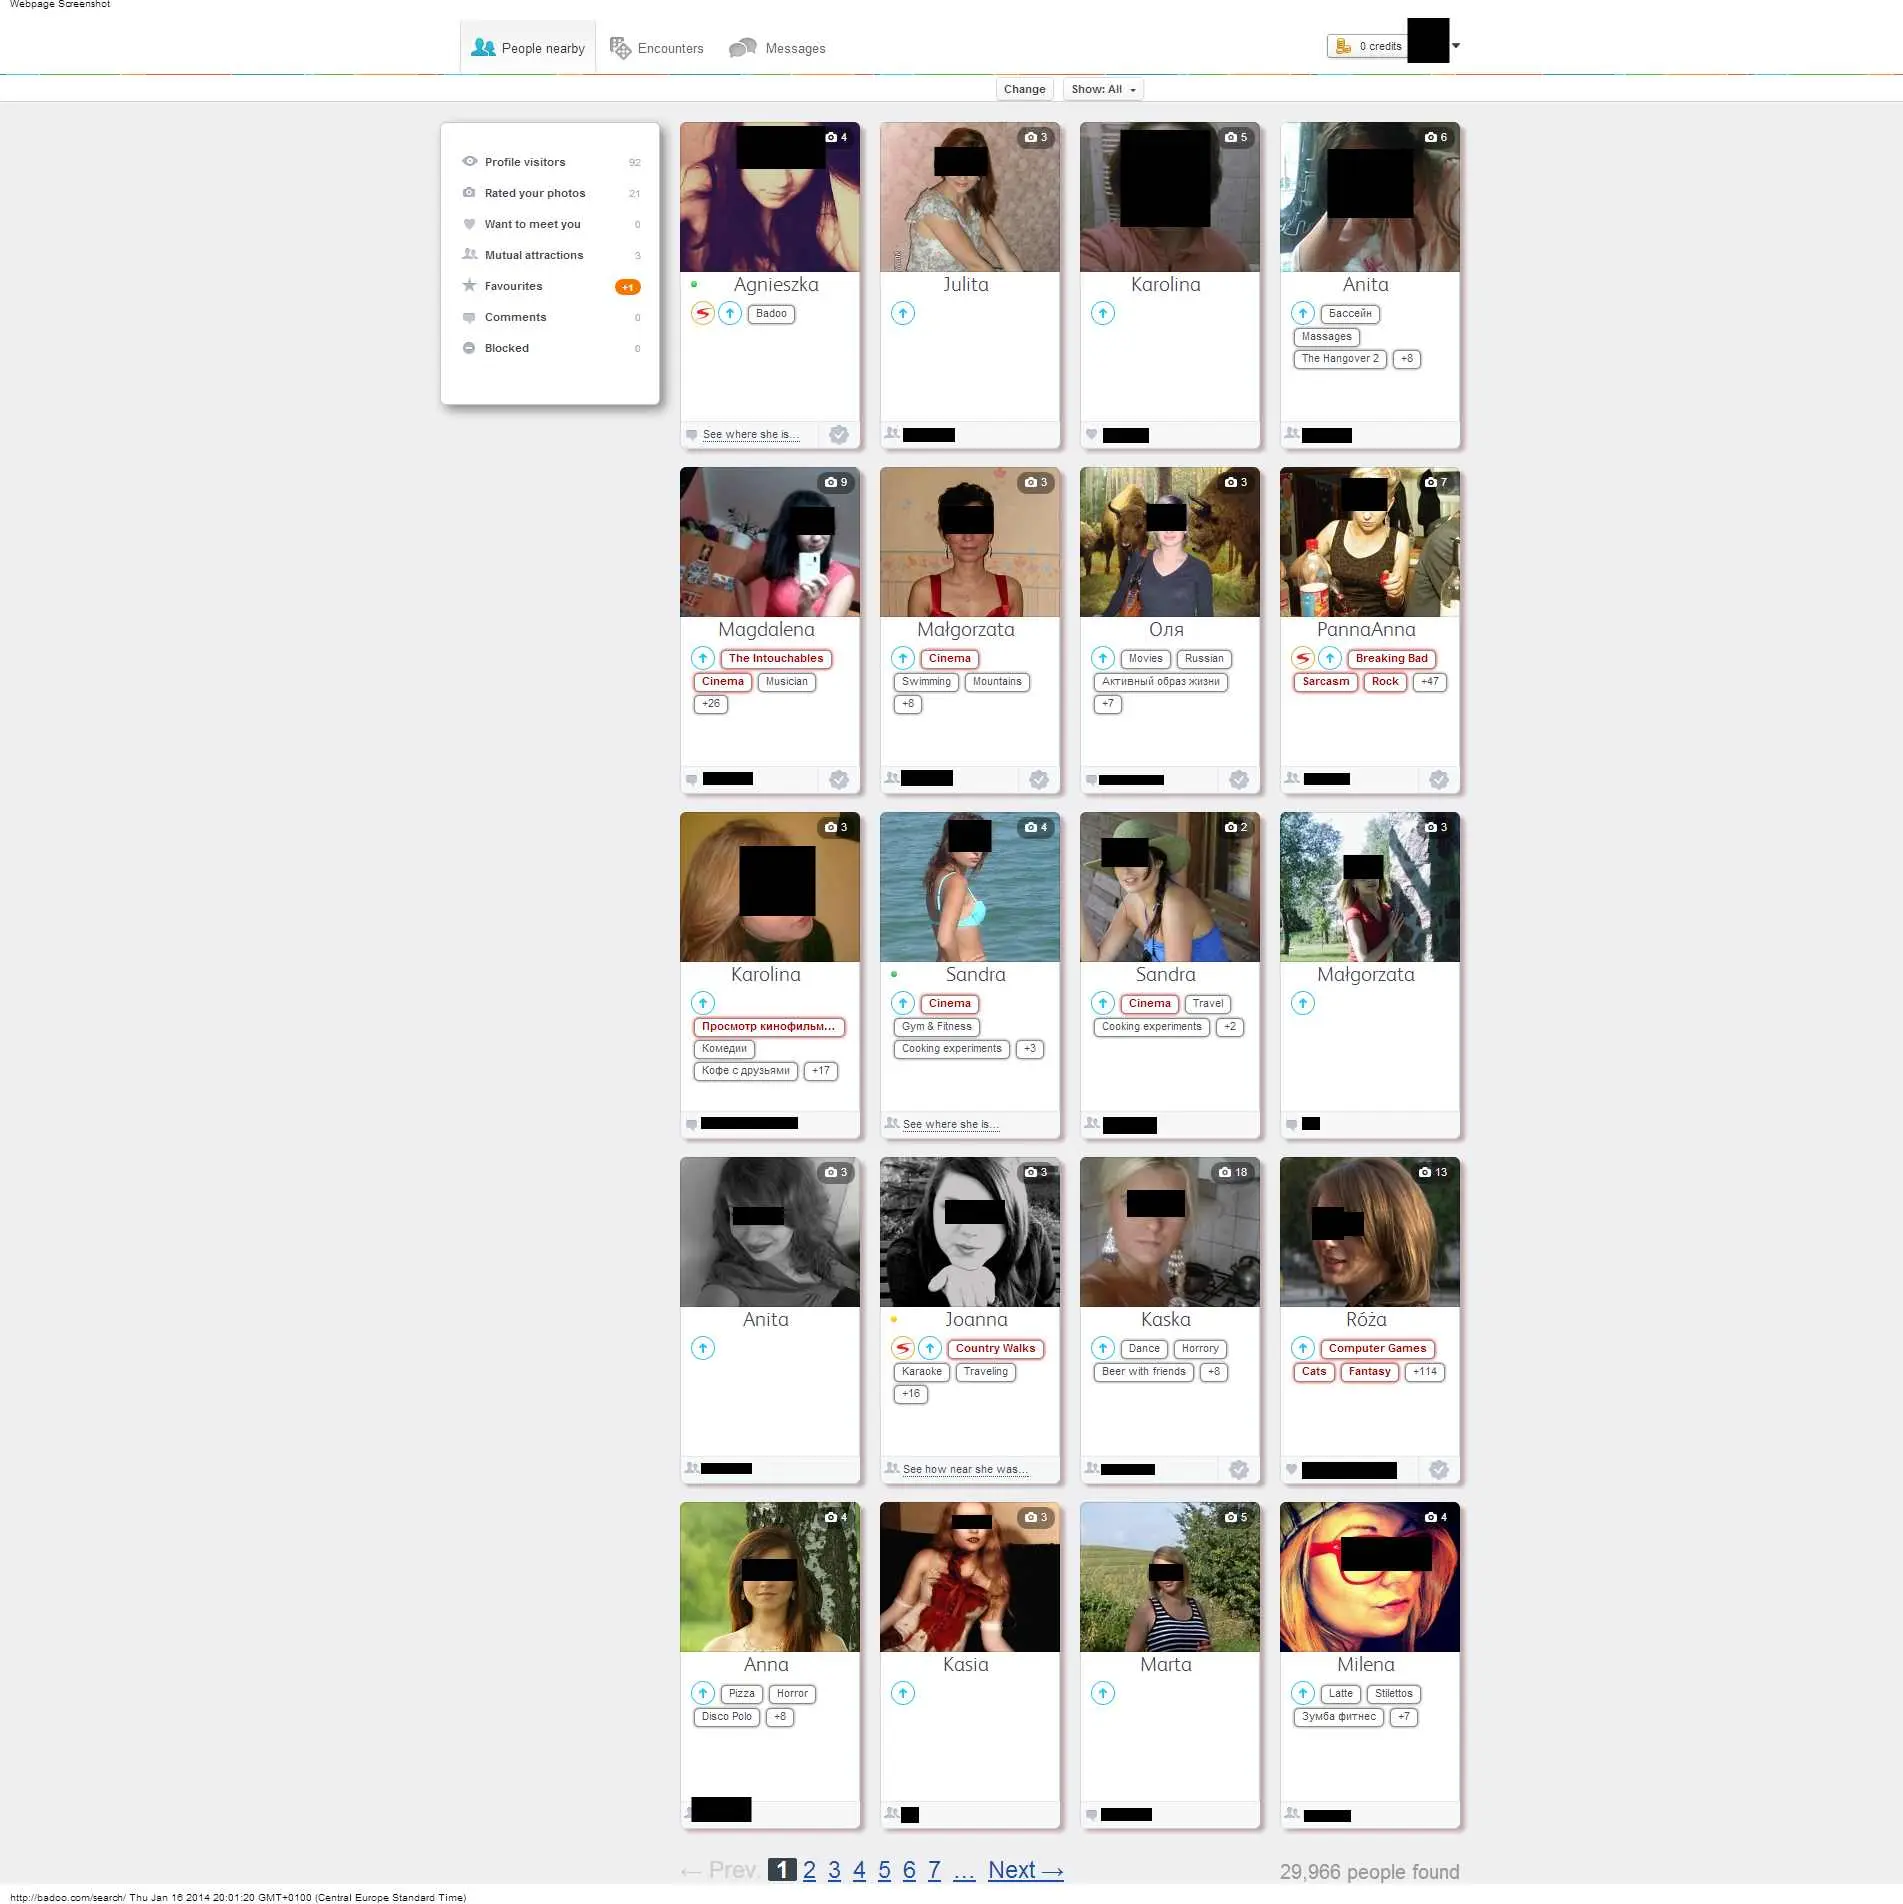 Webpage Screenshot
People nearby Encounters Messages 0 credits
Change Show: All
Profile visitors 92
Rated your photos 21
Want to meet you 0
Mutual attractions 3
Favourites +1
Comments 0
Blocked 0
4 3 5 6
Agnieszka Julita Karolina Anita
Badoo Бассейн
Massages
The Hangover 2 +8
See where she is...
9 3 3 7
Magdalena Małgorzata Оля PannaAnna
The Intouchables Cinema Movies Russian Breaking Bad
Cinema Musician Swimming Mountains Активный образ жизни Sarcasm Rock +47
+26 +8 +7
3 4 2 3
Karolina Sandra Sandra Małgorzata
Cinema Cinema Travel
Просмотр кинофильм... Gym & Fitness Cooking experiments +2
Комедии Cooking experiments +3
Кофе с друзьями +17
See where she is...
3 3 18 13
Anita Joanna Kaska Róża
Country Walks Dance Horrory Computer Games
Karaoke Traveling Beer with friends +8 Cats Fantasy +114
+16
See how near she was...
4 3 5 4
Anna Kasia Marta Milena
Pizza Horror Latte Stilettos
Disco Polo +8 Зумба фитнес +7
← Prev. 1 2 3 4 5 6 7 ... Next → 29,966 people found
http://badoo.com/search/ Thu Jan 16 2014 20:01:20 GMT+0100 (Central Europe Standard Time)